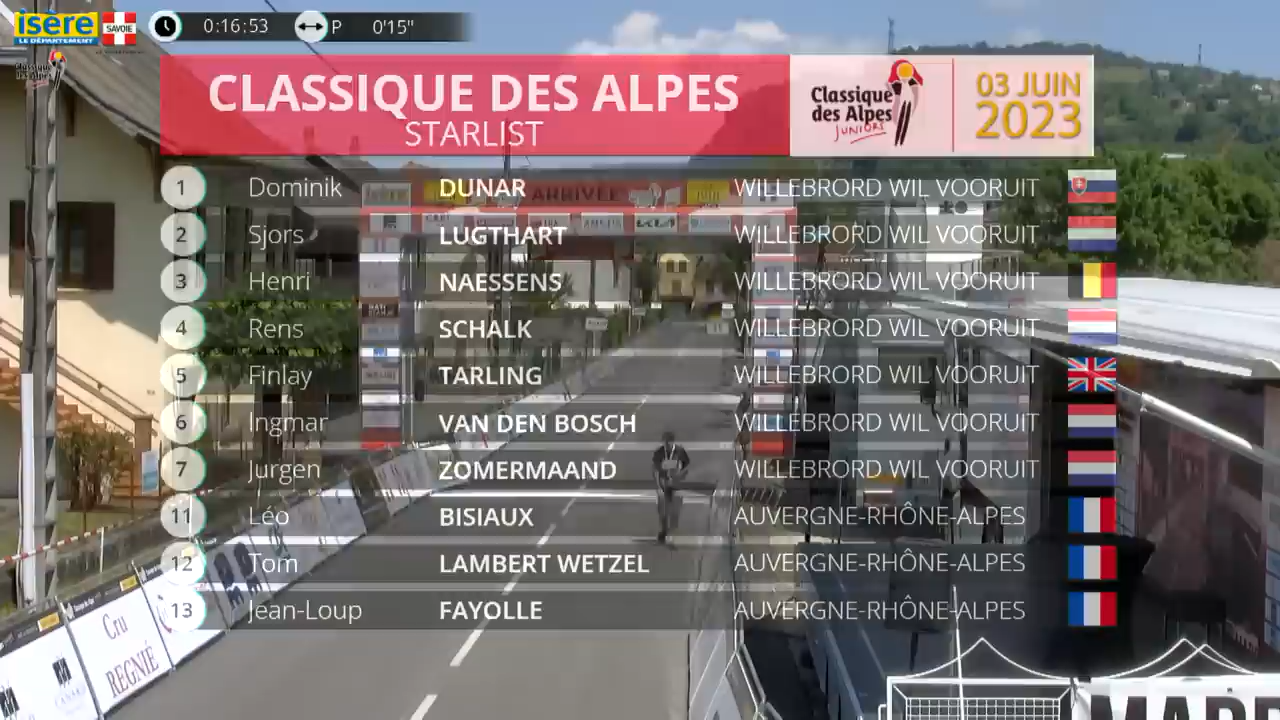 isère
LE DÉPARTEMENT
SAVOIE
0:16:53
P
0'15"
CLASSIQUE DES ALPES
STARLIST
Classique
des Alpes
JUNIORS
03 JUIN
2023
1 Dominik DUNAR WILLEBRORD WIL VOORUIT
2 Sjors LUGTHART WILLEBRORD WIL VOORUIT
3 Henri NAESSENS WILLEBRORD WIL VOORUIT
4 Rens SCHALK WILLEBRORD WIL VOORUIT
5 Finlay TARLING WILLEBRORD WIL VOORUIT
6 Ingmar VAN DEN BOSCH WILLEBRORD WIL VOORUIT
7 Jurgen ZOMERMAAND WILLEBRORD WIL VOORUIT
11 Léo BISIAUX AUVERGNE-RHÔNE-ALPES
12 Tom LAMBERT WETZEL AUVERGNE-RHÔNE-ALPES
13 Jean-Loup FAYOLLE AUVERGNE-RHÔNE-ALPES
ARRIVÉE
KIA
Cru
REGNIÉ